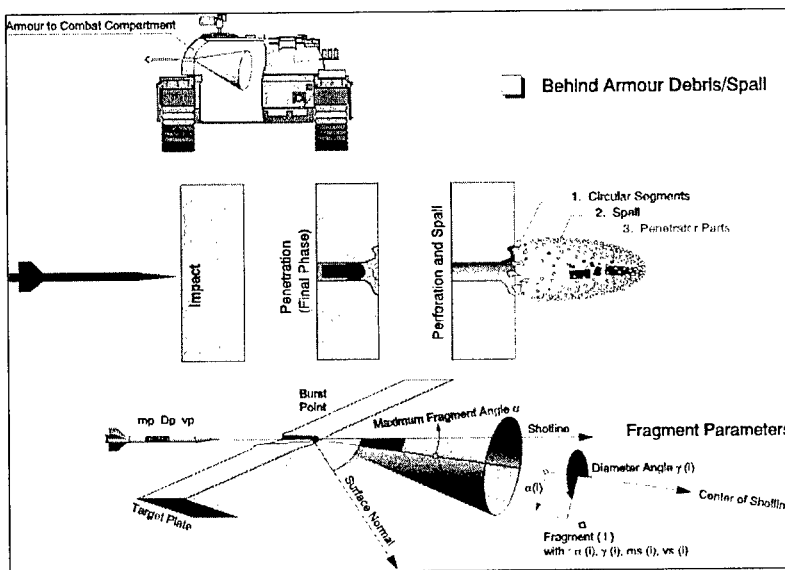 Armour to Combat Compartment
Behind Armour Debris/Spall
1. Circular Segments
2. Spall
3. Penetrator Parts
Impact
Penetration
(Final Phase)
Perforation and Spall
Burst
Point
mp Dp vp
Maximum Fragment Angle α
Shotline
Fragment Parameters
Target Plate
Surface Normal
α(i)
Diameter Angle γ(i)
Center of Shotline
Fragment (i)
with : α (i), γ (i), ms (i), vs (i)